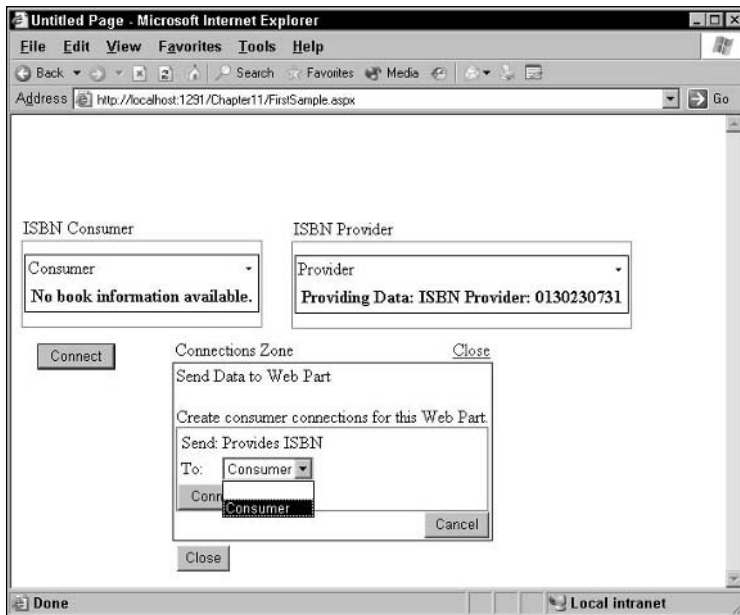 Untitled Page - Microsoft Internet Explorer
File Edit View Favorites Tools Help
Back Search Favorites Media
Address http://localhost:1291/Chapter11/FirstSample.aspx Go
ISBN Consumer ISBN Provider
Consumer Provider
No book information available. Providing Data: ISBN Provider: 0130230731
Connect Connections Zone Close
Send Data to Web Part
Create consumer connections for this Web Part.
Send: Provides ISBN
To: Consumer
Conn
Consumer
Cancel
Close
Done Local intranet